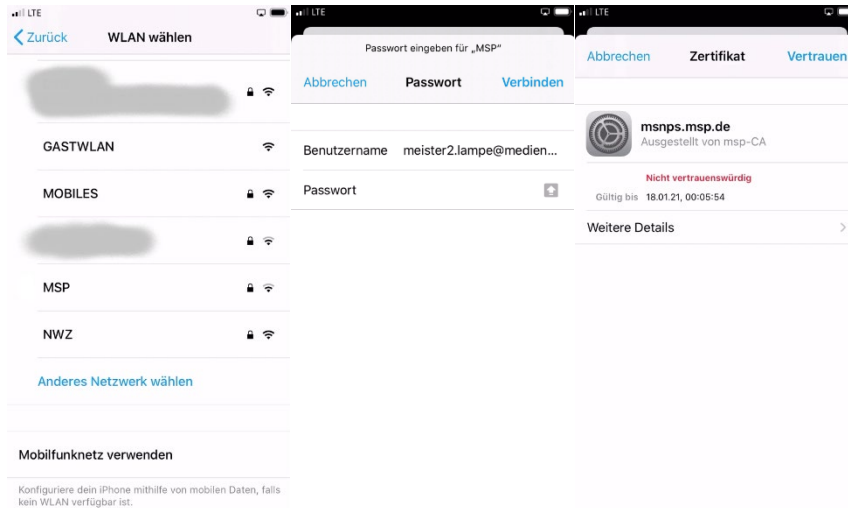 LTE
Zurück WLAN wählen
GASTWLAN
MOBILES
MSP
NWZ
Anderes Netzwerk wählen
Mobilfunknetz verwenden
Konfiguriere dein iPhone mithilfe von mobilen Daten, falls
kein WLAN verfügbar ist.
LTE
Passwort eingeben für „MSP“
Abbrechen Passwort Verbinden
Benutzername meister2.lampe@medien...
Passwort
LTE
Abbrechen Zertifikat Vertrauen
msnps.msp.de
Ausgestellt von msp-CA
Nicht vertrauenswürdig
Gültig bis 18.01.21, 00:05:54
Weitere Details